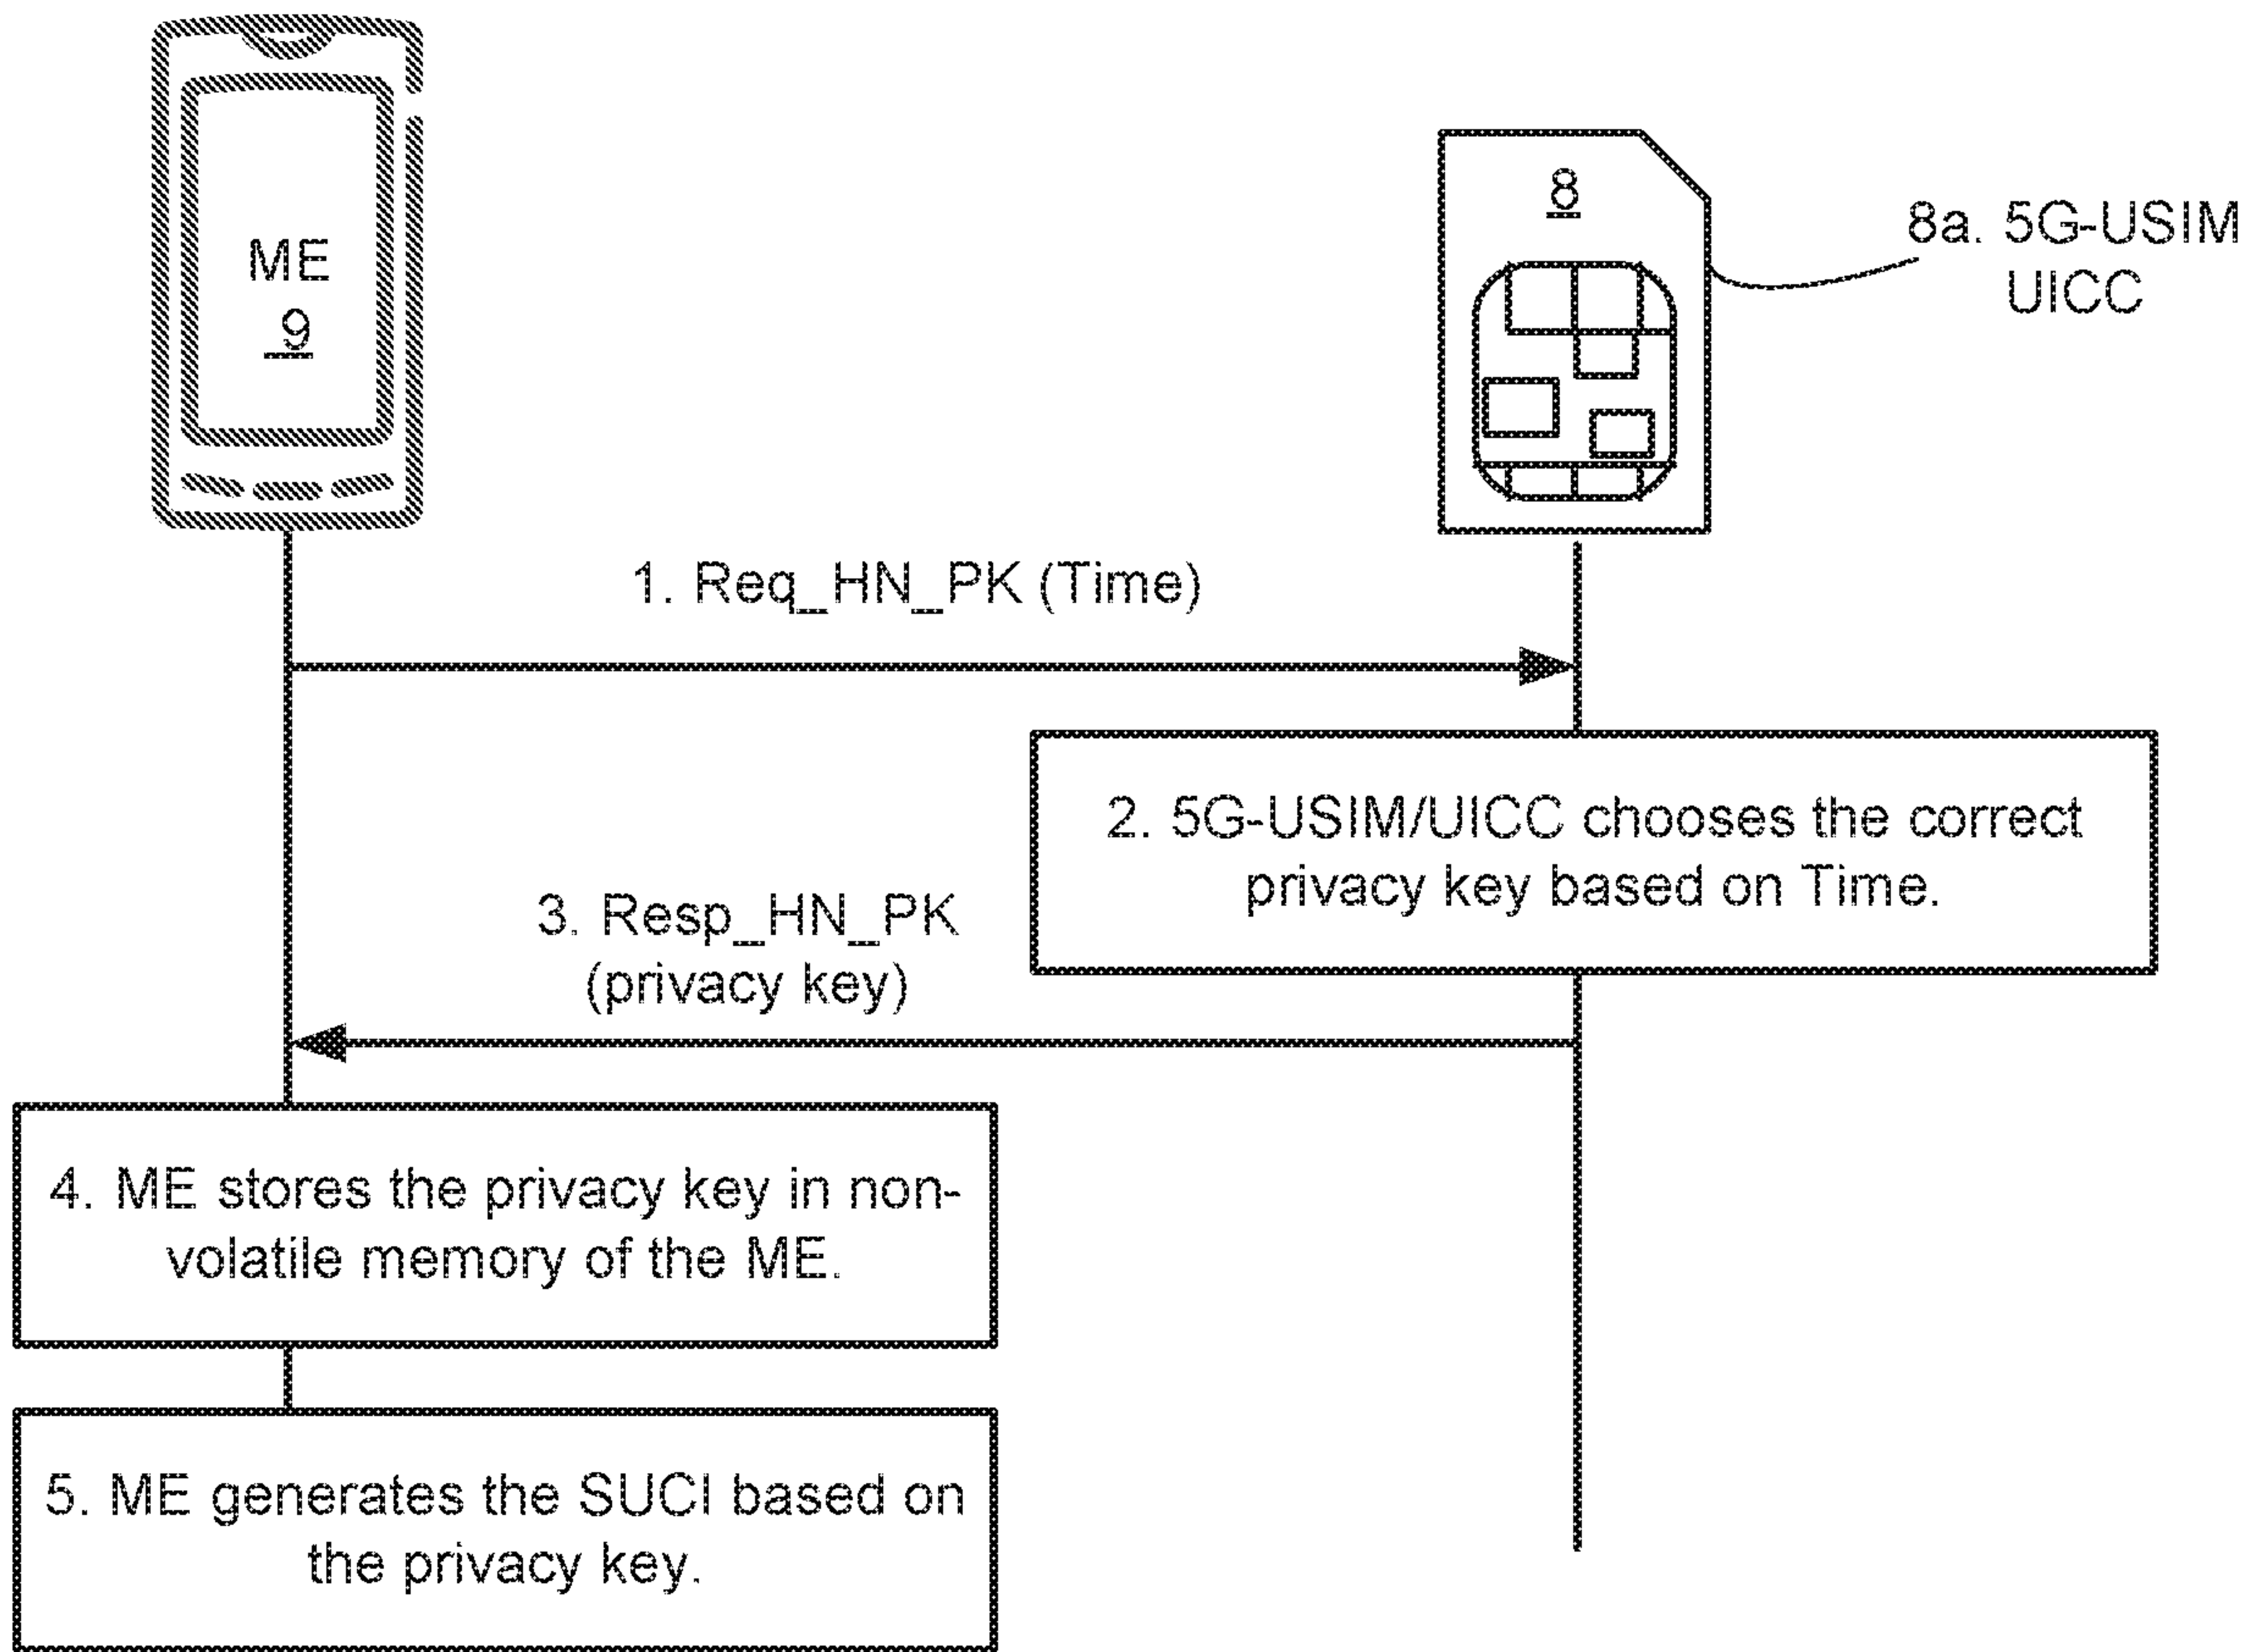 ME
9
8
8a. 5G-USIM
UICC
1. Req_HN_PK (Time)
2. 5G-USIM/UICC chooses the correct
privacy key based on Time.
3. Resp_HN_PK
(privacy key)
4. ME stores the privacy key in non-
volatile memory of the ME.
5. ME generates the SUCI based on
the privacy key.